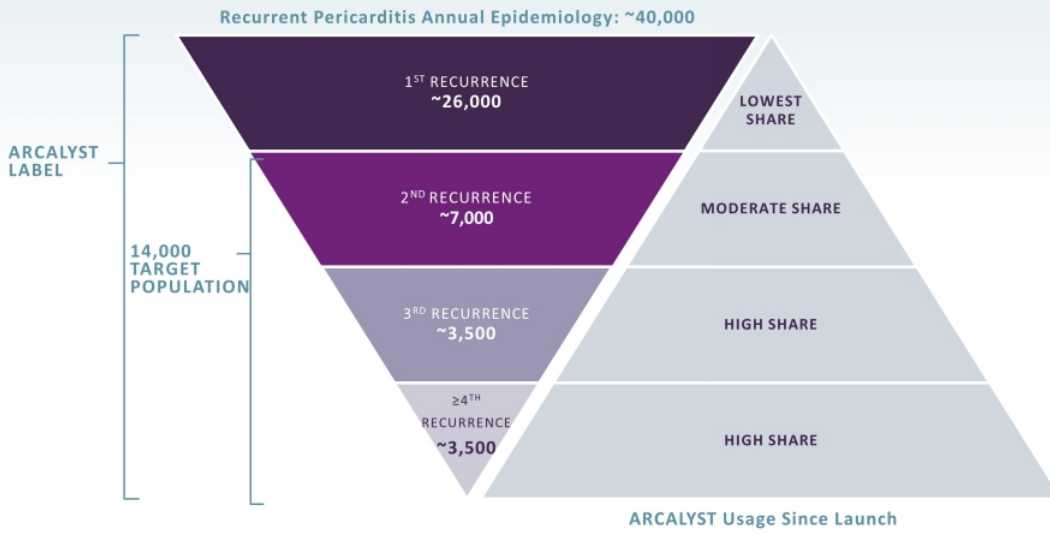 Recurrent Pericarditis Annual Epidemiology: ~40,000
1ST RECURRENCE
~26,000
LOWEST
SHARE
ARCALYST
LABEL
2ND RECURRENCE
~7,000
MODERATE SHARE
14,000
TARGET
POPULATION
3RD RECURRENCE
~3,500
HIGH SHARE
≥4TH
RECURRENCE
~3,500
HIGH SHARE
ARCALYST Usage Since Launch